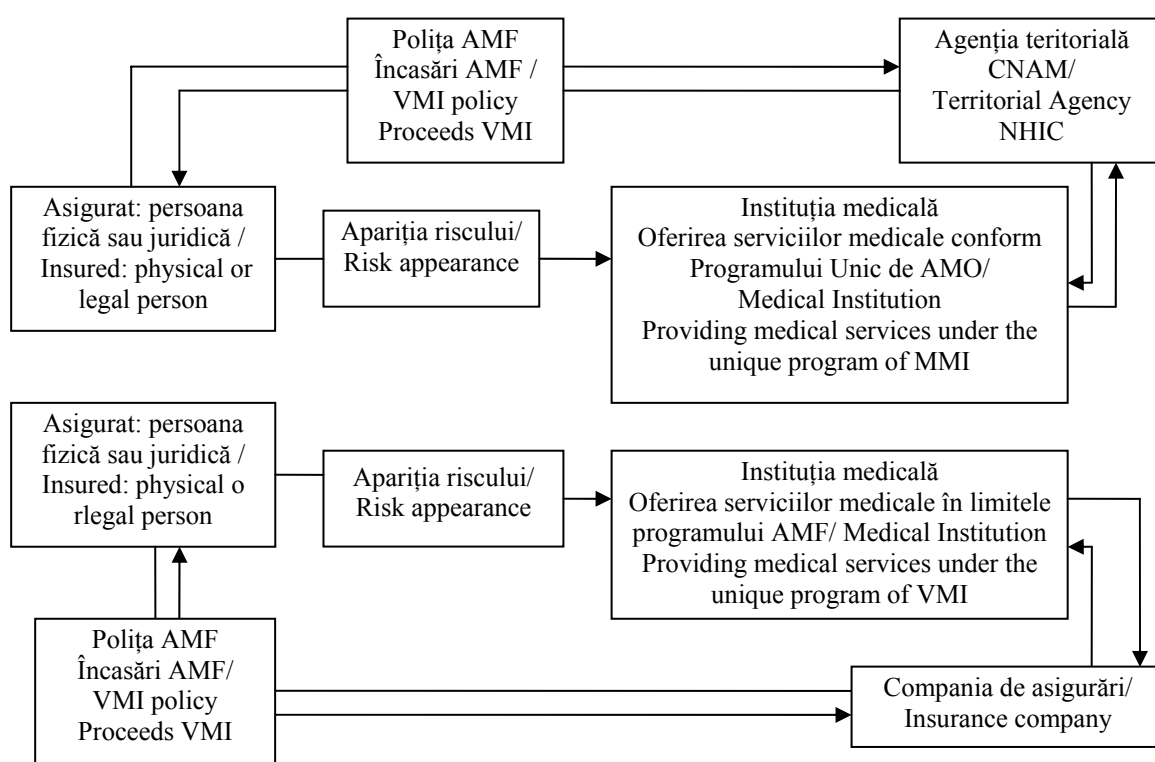 Polița AMF
Încasări AMF /
VMI policy
Proceeds VMI
Agenția teritorială
CNAM/
Territorial Agency
NHIC
Asigurat: persoana
fizică sau juridică /
Insured: physical or
legal person
Apariția riscului/
Risk appearance
Instituția medicală
Oferirea serviciilor medicale conform
Programului Unic de AMO/
Medical Institution
Providing medical services under the
unique program of MMI
Asigurat: persoana
fizică sau juridică /
Insured: physical o
rlegal person
Apariția riscului/
Risk appearance
Instituția medicală
Oferirea serviciilor medicale în limitele
programului AMF/ Medical Institution
Providing medical services under the
unique program of VMI
Polița AMF
Încasări AMF/
VMI policy
Proceeds VMI
Compania de asigurări/
Insurance company